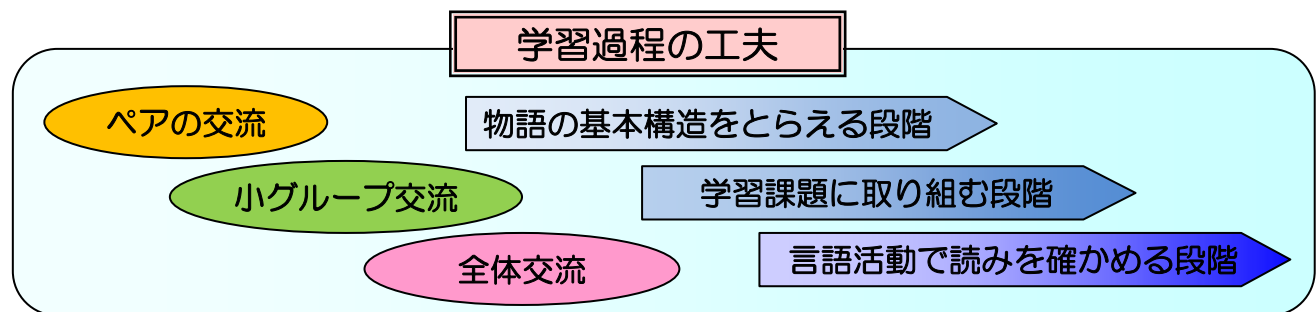 学習過程の工夫
ペアの交流
物語の基本構造をとらえる段階
小グループ交流
学習課題に取り組む段階
全体交流
言語活動で読みを確かめる段階